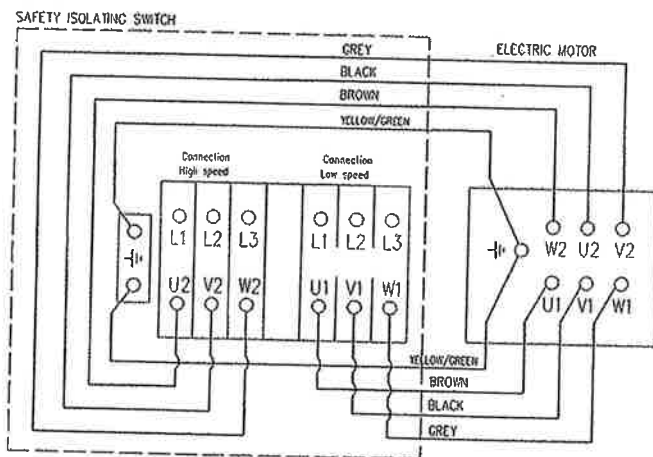 SAFETY ISOLATING SWITCH
GREY
ELECTRIC MOTOR
BLACK
BROWN
YELLOW/GREEN
Connection
High speed
Connection
Low speed
L1 L2 L3 L1 L2 L3
W2 U2 V2
U2 V2 W2 U1 V1 W1
U1 V1 W1
YELLOW/GREEN
BROWN
BLACK
GREY